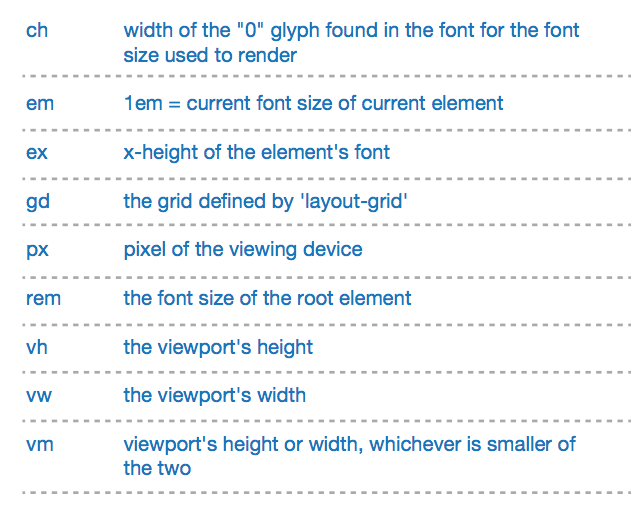 ch width of the "0" glyph found in the font for the font
size used to render
em 1em = current font size of current element
ex x-height of the element's font
gd the grid defined by 'layout-grid'
px pixel of the viewing device
rem the font size of the root element
vh the viewport's height
vw the viewport's width
vm viewport's height or width, whichever is smaller of
the two